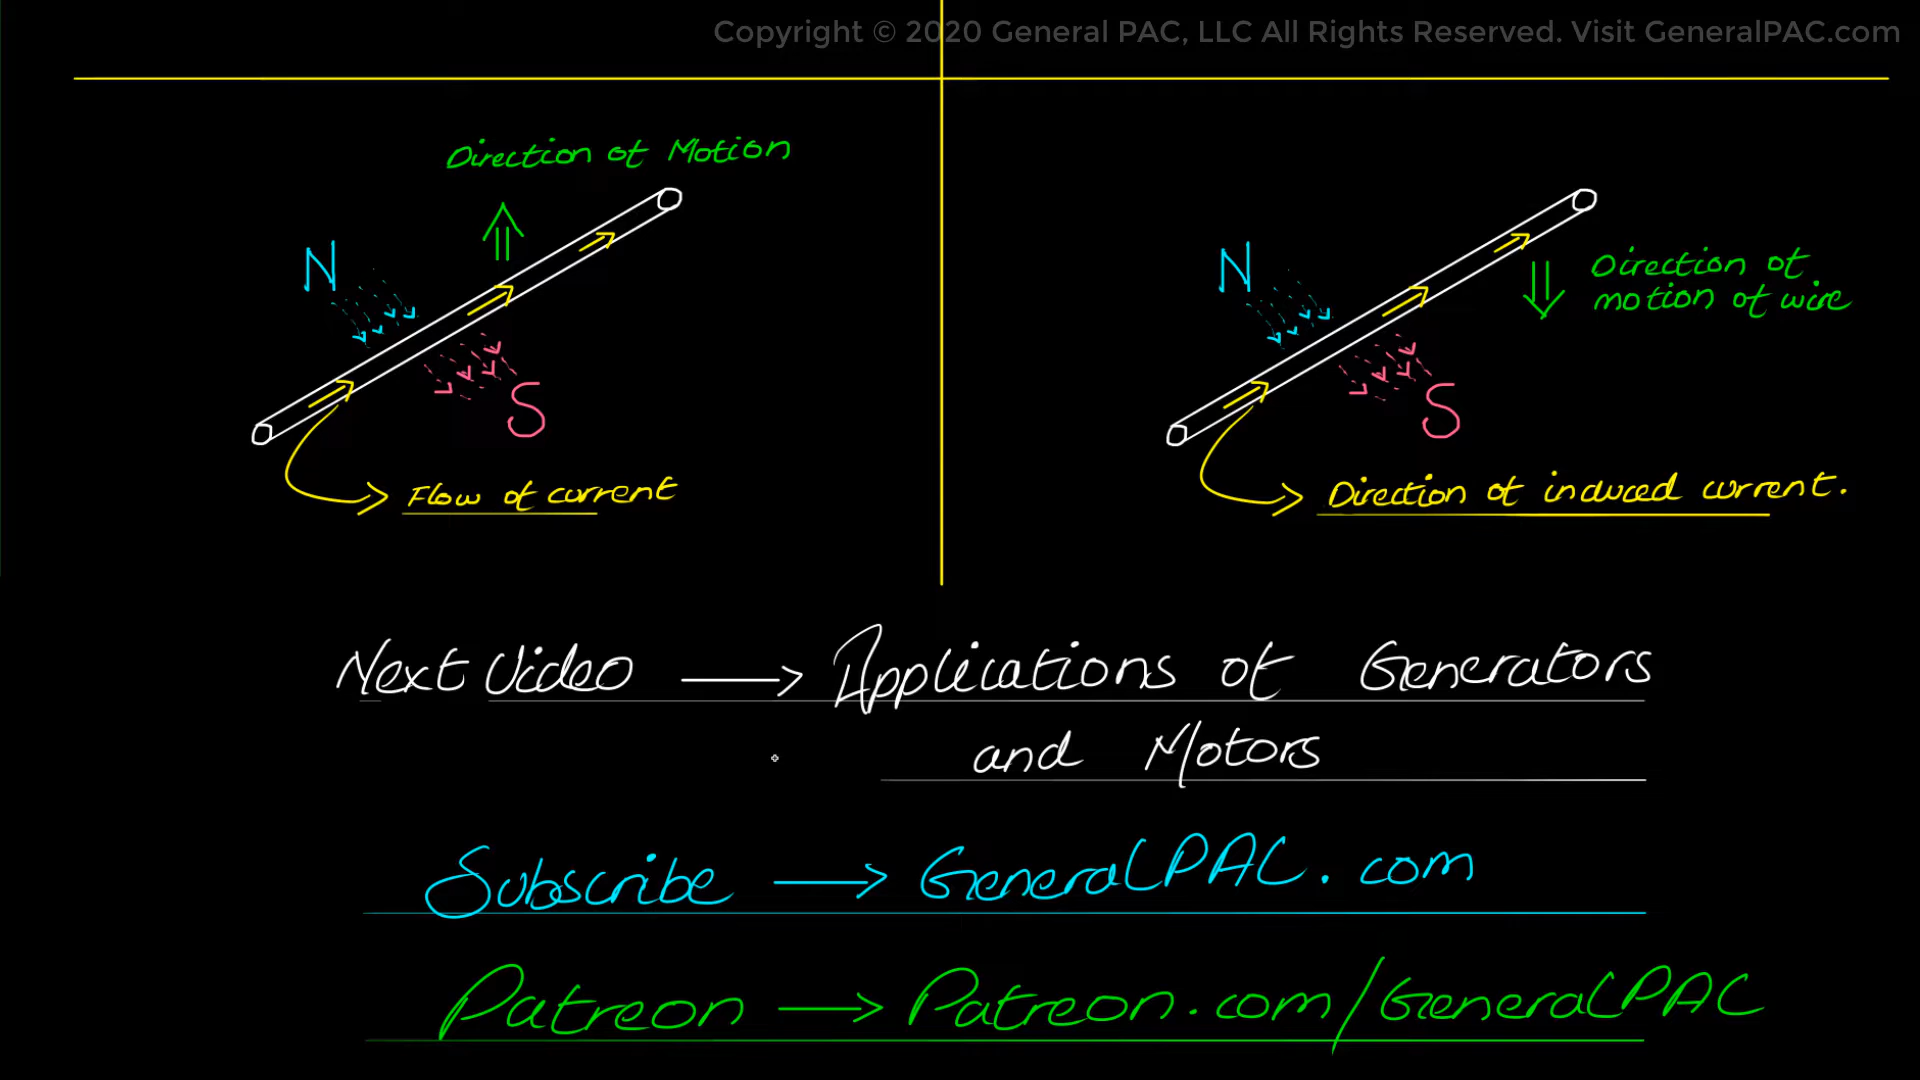 Copyright © 2020 General PAC, LLC All Rights Reserved. Visit GeneralPAC.com
Direction of Motion
N
S
Flow of current
N
Direction of
motion of wire
S
Direction of induced current.
Next Video → Applications of Generators
and Motors
Subscribe → GeneralPAC.com
Patreon → Patreon.com/GeneralPAC